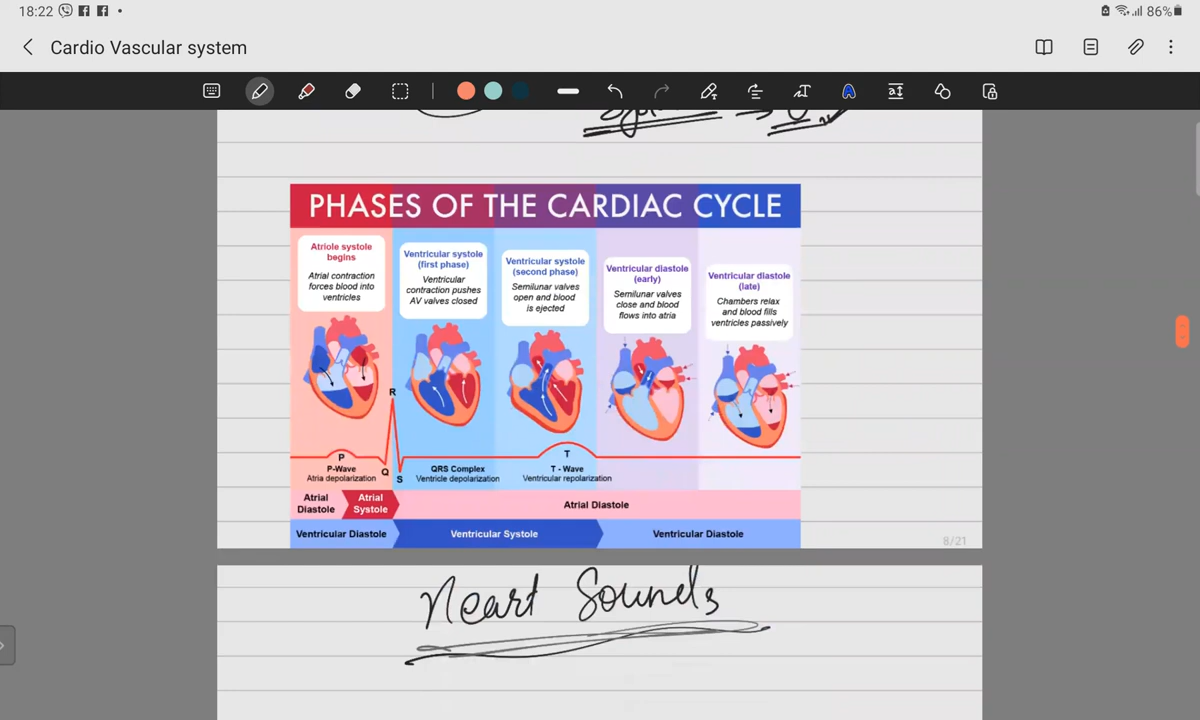 18:22
86%
Cardio Vascular system
PHASES OF THE CARDIAC CYCLE
Atriole systole
begins
Atrial contraction
forces blood into
ventricles
Ventricular systole
(first phase)
Ventricular
contraction pushes
AV valves closed
Ventricular systole
(second phase)
Semilunar valves
open and blood
is ejected
Ventricular diastole
(early)
Semilunar valves
close and blood
flows into atria
Ventricular diastole
(late)
Chambers relax
and blood fills
ventricles passively
R
P
Q
S
T
P-Wave
Atria depolarization
QRS Complex
Ventricle depolarization
T - Wave
Ventricular repolarization
Atrial
Diastole
Atrial
Systole
Atrial Diastole
Ventricular Diastole
Ventricular Systole
Ventricular Diastole
8/21
Heart Sounds